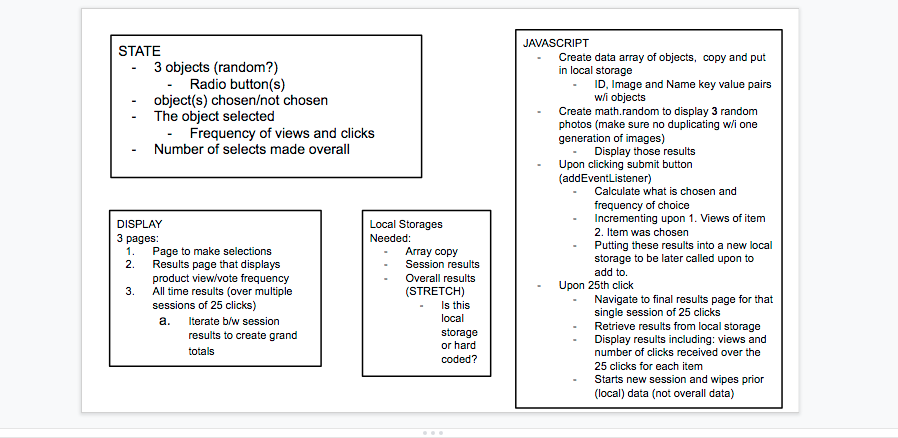 STATE
- 3 objects (random?)
- Radio button(s)
- object(s) chosen/not chosen
- The object selected
- Frequency of views and clicks
- Number of selects made overall
DISPLAY
3 pages:
1. Page to make selections
2. Results page that displays
product view/vote frequency
3. All time results (over multiple
sessions of 25 clicks)
a. Iterate b/w session
results to create grand
totals
Local Storages
Needed:
- Array copy
- Session results
- Overall results
(STRETCH)
- Is this
local
storage
or hard
coded?
JAVASCRIPT
- Create data array of objects, copy and put
in local storage
- ID, Image and Name key value pairs
w/i objects
- Create math.random to display 3 random
photos (make sure no duplicating w/i one
generation of images)
- Display those results
- Upon clicking submit button
(addEventListener)
- Calculate what is chosen and
frequency of choice
- Incrementing upon 1. Views of item
2. Item was chosen
- Putting these results into a new local
storage to be later called upon to
add to.
- Upon 25th click
- Navigate to final results page for that
single session of 25 clicks
- Retrieve results from local storage
- Display results including: views and
number of clicks received over the
25 clicks for each item
- Starts new session and wipes prior
(local) data (not overall data)